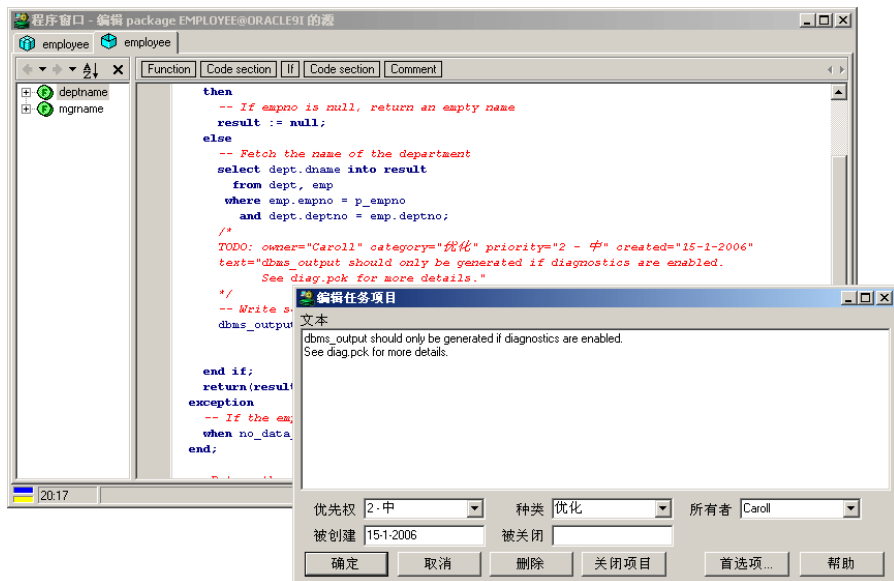 程序窗口 - 编辑 package EMPLOYEE@ORACLE9I 的源
employee employee
Function Code section If Code section Comment
deptname
mgrname
then
-- If empno is null, return an empty name
result := null;
else
-- Fetch the name of the department
select dept.dname into result
from dept, emp
where emp.empno = p_empno
and dept.deptno = emp.deptno;
/*
TODO: owner="Caroll" category="优化" priority="2 - 中" created="15-1-2006"
text="dbms_output should only be generated if diagnostics are enabled.
See diag.pck for more details."
*/
-- Write s
dbms_output
end if;
return(result
exception
-- If the em
when no_data_
end;
20:17
编辑任务项目
文本
dbms_output should only be generated if diagnostics are enabled.
See diag.pck for more details.
优先权 2 - 中 种类 优化 所有者 Caroll
被创建 15-1-2006 被关闭
确定 取消 删除 关闭项目 首选项... 帮助